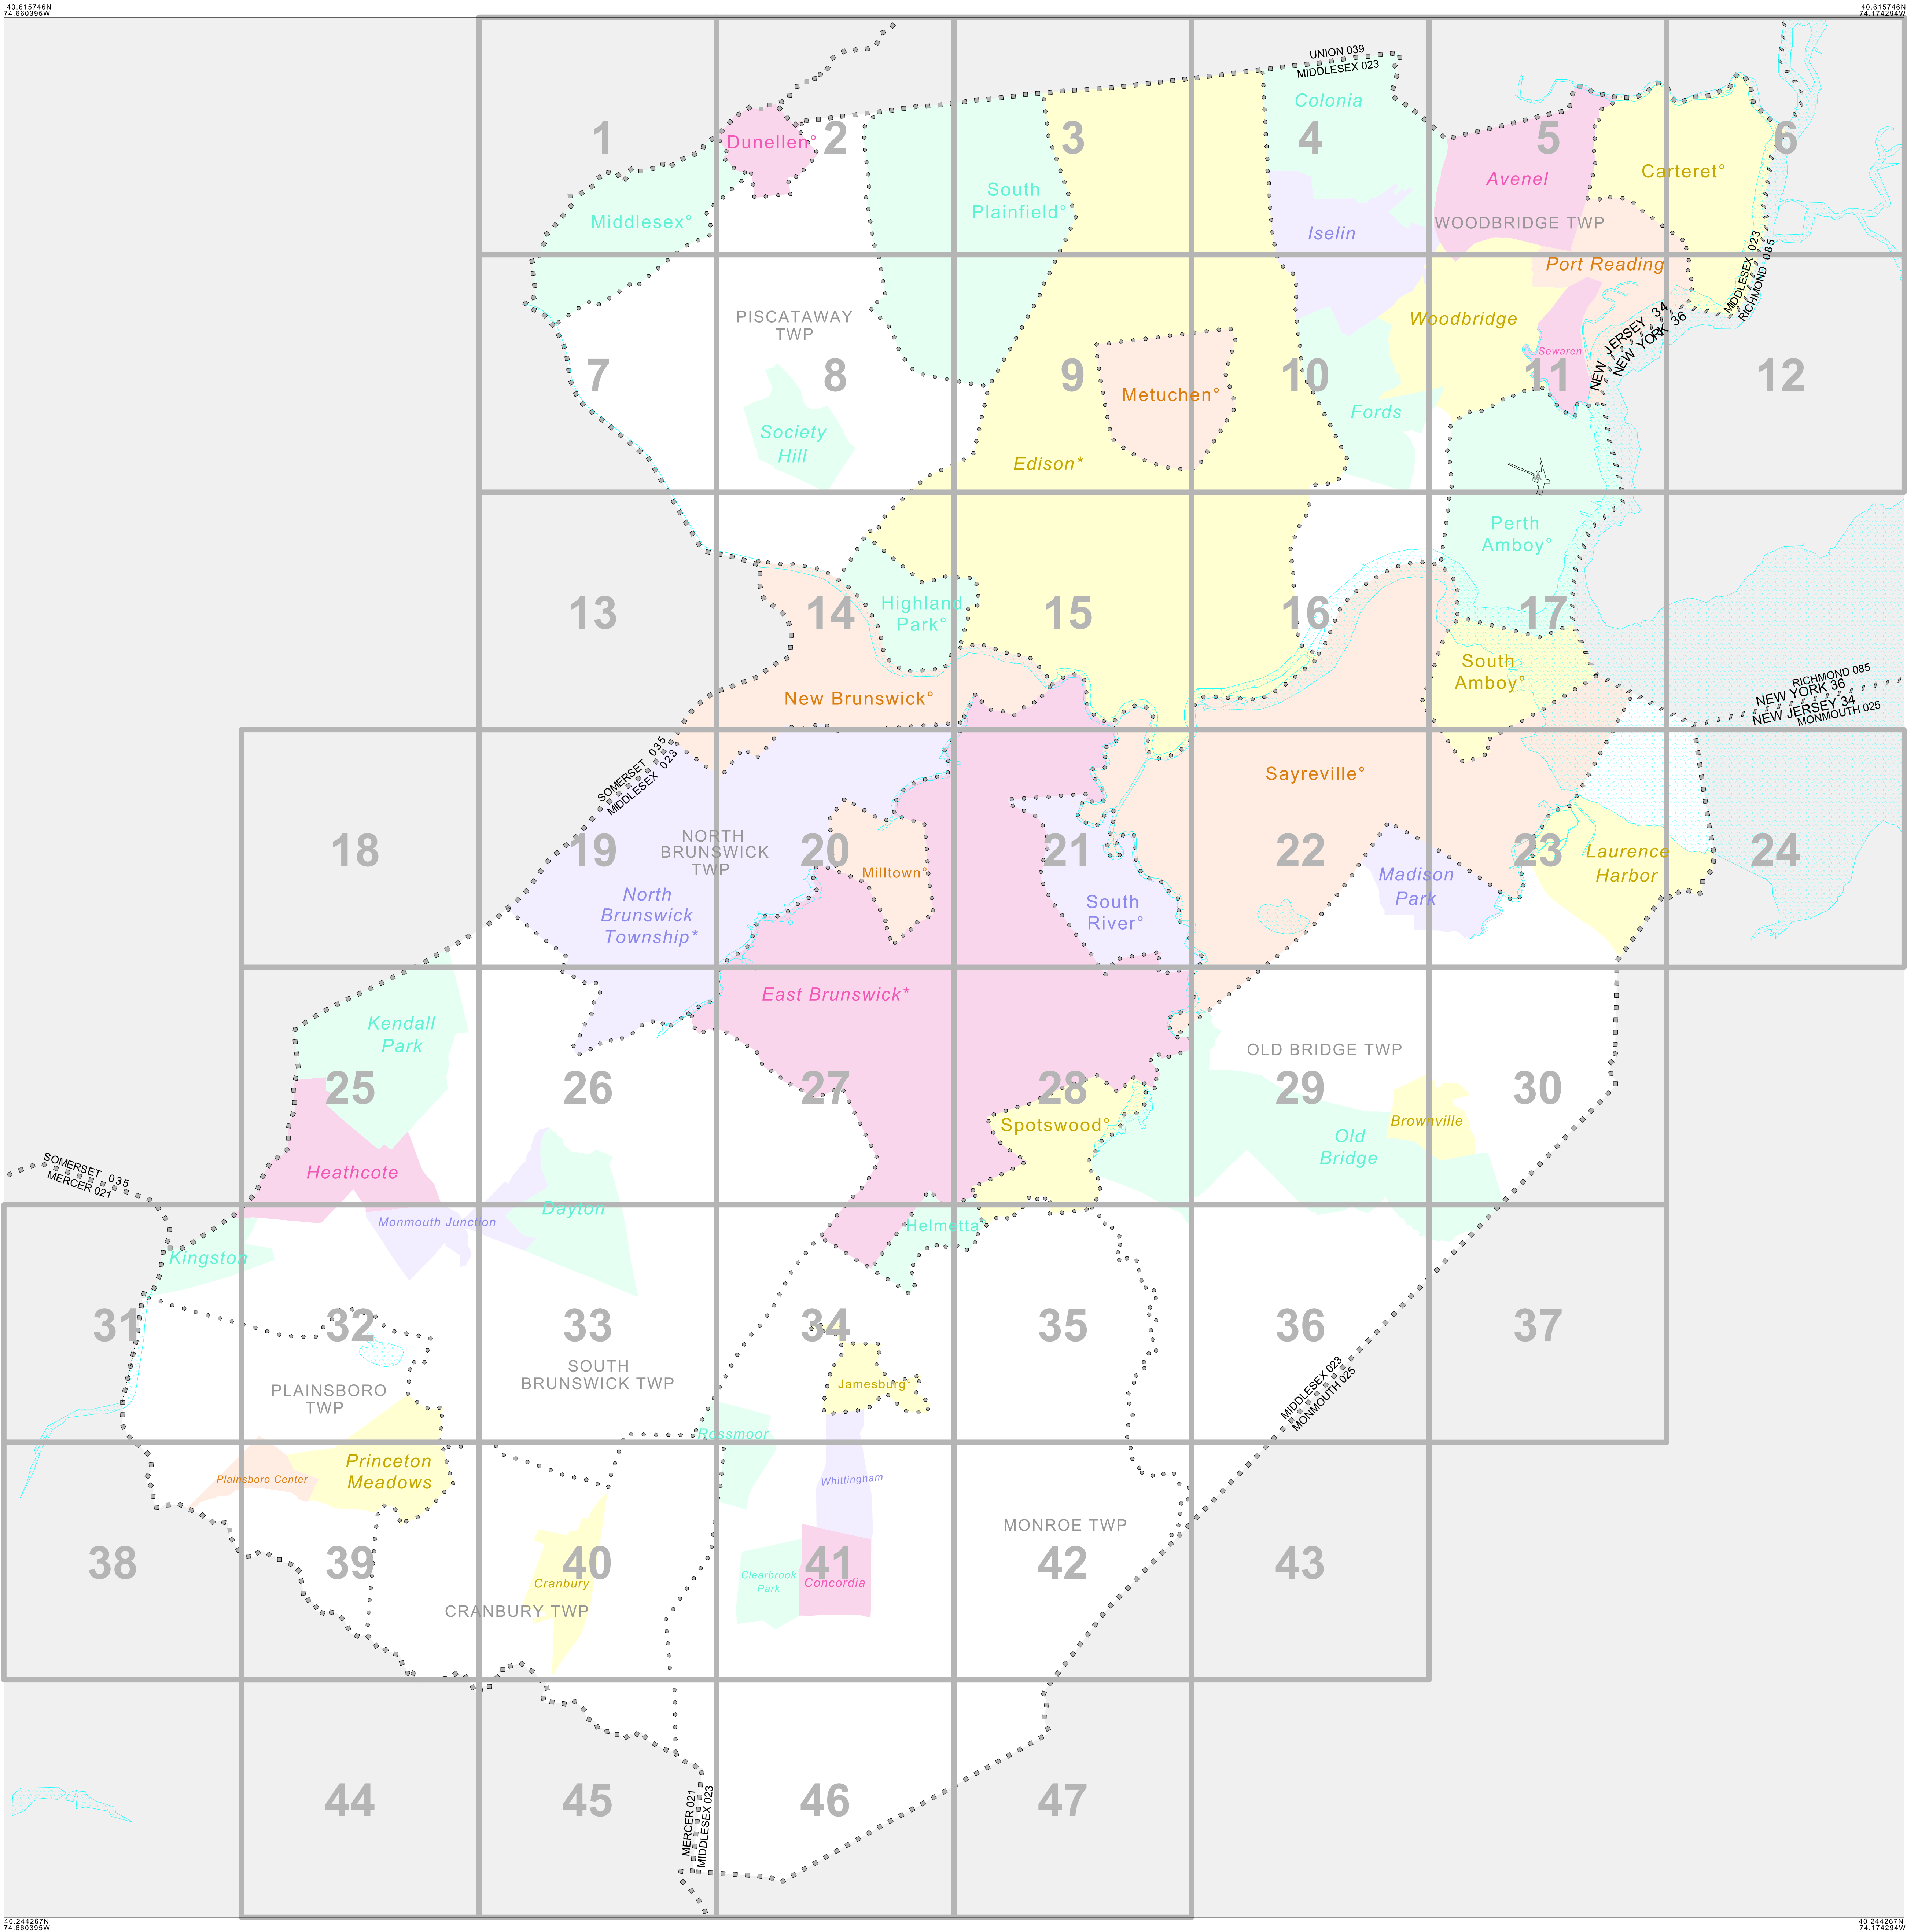 40.615746N
74.660395W
40.615746N
74.174294W
UNION 039
MIDDLESEX 023
Colonia
1
Dunellen°
2
3
4
5
6
Middlesex°
South
Plainfield°
Iselin
Avenel
Carteret°
WOODBRIDGE TWP
Port Reading
MIDDLESEX 023
RICHMOND 085
PISCATAWAY
TWP
Woodbridge
Sewaren
NEW JERSEY 34
NEW YORK 36
7
8
9
10
11
12
Metuchen°
Society
Hill
Fords
Edison*
Perth
Amboy°
13
14
Highland
Park°
15
16
17
New Brunswick°
South
Amboy°
RICHMOND 085
NEW YORK 36
NEW JERSEY 34
MONMOUTH 025
SOMERSET 035
MIDDLESEX 023
Sayreville°
18
19
NORTH
BRUNSWICK
TWP
20
Milltown°
21
22
23
24
Laurence
Harbor
Madison
Park
North
Brunswick
Township*
South
River°
East Brunswick*
Kendall
Park
OLD BRIDGE TWP
25
26
27
28
29
30
Spotswood°
Brownville
Old
Bridge
SOMERSET 035
MERCER 021
Heathcote
Monmouth Junction
Dayton
Helmetta°
Kingston
31
32
33
34
35
36
37
SOUTH
BRUNSWICK TWP
PLAINSBORO
TWP
Jamesburg°
MIDDLESEX 023
MONMOUTH 025
Rossmoor
Princeton
Meadows
Plainsboro Center
Whittingham
MONROE TWP
38
39
40
41
42
43
Cranbury
Clearbrook
Park
Concordia
CRANBURY TWP
44
45
46
47
MERCER 021
MIDDLESEX 023
40.244267N
74.660395W
40.244267N
74.174294W